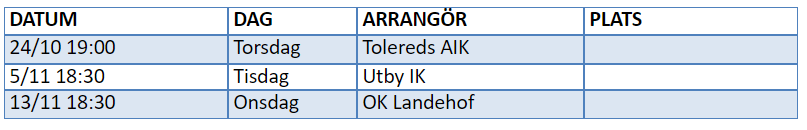 DATUM DAG ARRANGÖR PLATS
24/10 19:00 Torsdag Tolereds AIK
5/11 18:30 Tisdag Utby IK
13/11 18:30 Onsdag OK Landehof